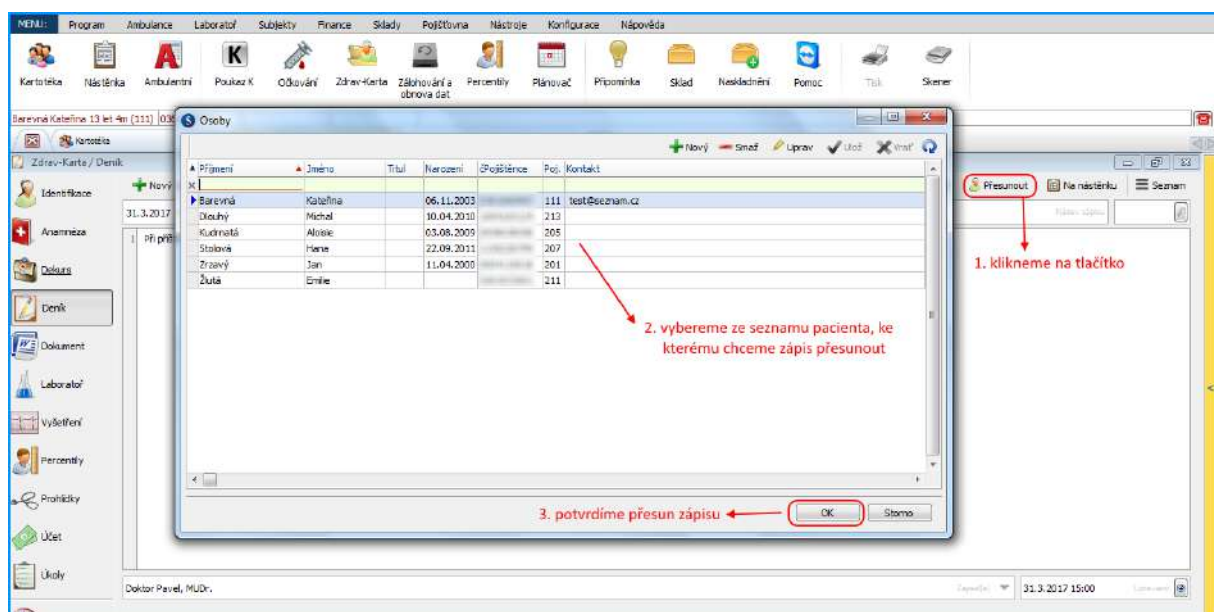 MENU: Program Ambulance Laboratoř Subjekty Finance Sklady Pojišťovna Nástroje Konfigurace Nápověda
Kartotéka Nástěnka Ambulantní Poukaz K Očkování Zdrav-Karta Zálohování a obnova dat Percentily Plánovač Připomínka Sklad Naskladnění Pomoc Tisk Skener
Barevná Kateřina 13 let 4m (111)
Osoby
Kartotéka
Nový Smaž Uprav Ulož Vrať
Zdrav-Karta / Deník
Příjmení Jméno Titul Narození čPojištěnce Poj. Kontakt
Identifikace
Nový
Přesunout Na nástěnku Seznam
Barevná Kateřina 06.11.2003 111 test@seznam.cz
31.3.2017
Dlouhý Michal 10.04.2010 213
Kudrnatá Aloisie 03.08.2009 205
Anamnéza
1 Při
Stolová Hana 22.09.2011 207
Zrzavý Jan 11.04.2000 201
1. klikneme na tlačítko
Dekurs
Žlutá Emilie 211
Deník
2. vybereme ze seznamu pacienta, ke
kterému chceme zápis přesunout
Dokument
Laboratoř
Vyšetření
Percentily
Prohlídky
3. potvrdíme přesun zápisu
OK Storno
Účet
Úkoly
Doktor Pavel, MUDr.
31.3.2017 15:00